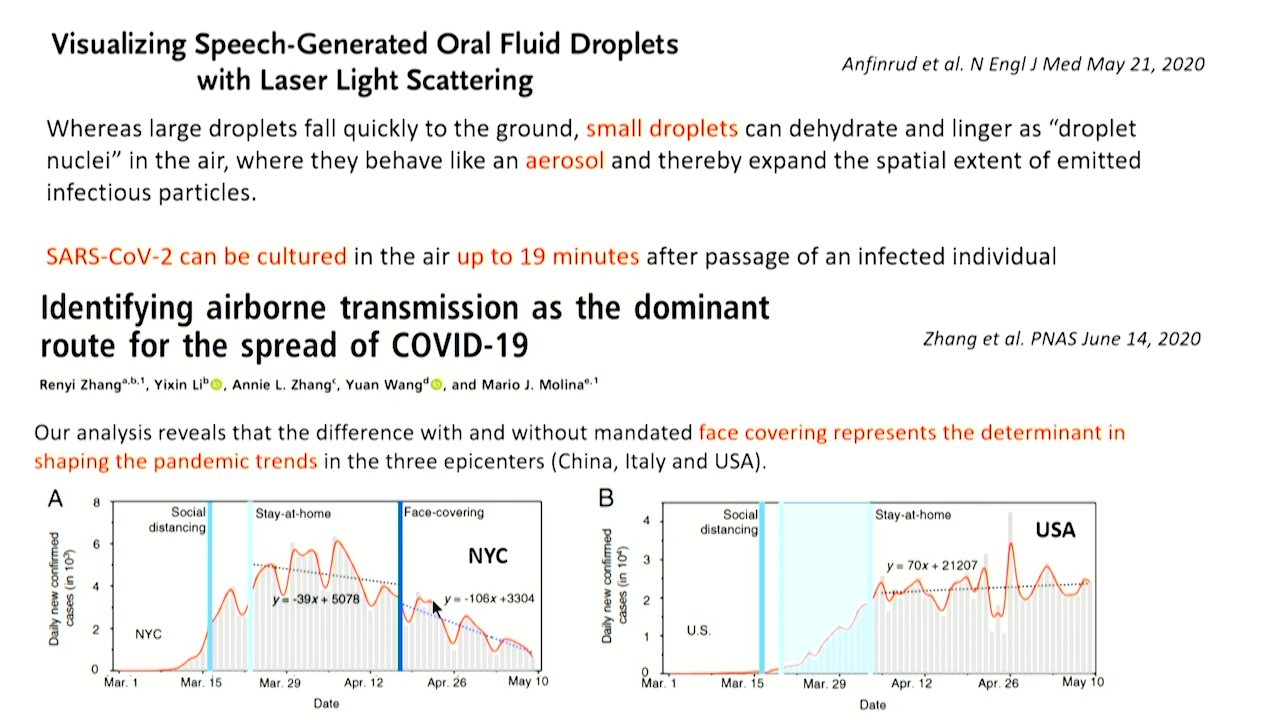 Visualizing Speech-Generated Oral Fluid Droplets
with Laser Light Scattering
Anfinrud et al. N Engl J Med May 21, 2020
Whereas large droplets fall quickly to the ground, small droplets can dehydrate and linger as “droplet
nuclei” in the air, where they behave like an aerosol and thereby expand the spatial extent of emitted
infectious particles.
SARS-CoV-2 can be cultured in the air up to 19 minutes after passage of an infected individual
Identifying airborne transmission as the dominant
route for the spread of COVID-19
Zhang et al. PNAS June 14, 2020
Renyi Zhang^a,b,1, Yixin Li^b, Annie L. Zhang^c, Yuan Wang^d, and Mario J. Molina^e,1
Our analysis reveals that the difference with and without mandated face covering represents the determinant in
shaping the pandemic trends in the three epicenters (China, Italy and USA).
A
Daily new confirmed
cases (in 10³)
8
6
4
2
0
Social
distancing
Stay-at-home
Face-covering
NYC
y = -39x + 5078
y = -106x +3304
NYC
Mar. 1 Mar. 15 Mar. 29 Apr. 12 Apr. 26 May 10
Date
B
Daily new confirmed
cases (in 10⁴)
4
3
2
1
0
Social
distancing
Stay-at-home
USA
y = 70x + 21207
U.S.
Mar. 1 Mar. 15 Mar. 29 Apr. 12 Apr. 26 May 10
Date